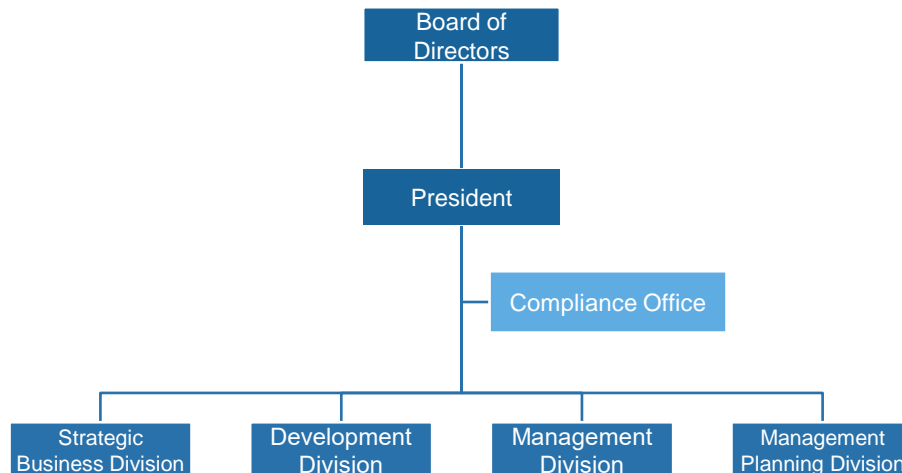 Board of
Directors
President
Compliance Office
Strategic
Business Division
Development
Division
Management
Division
Management
Planning Division